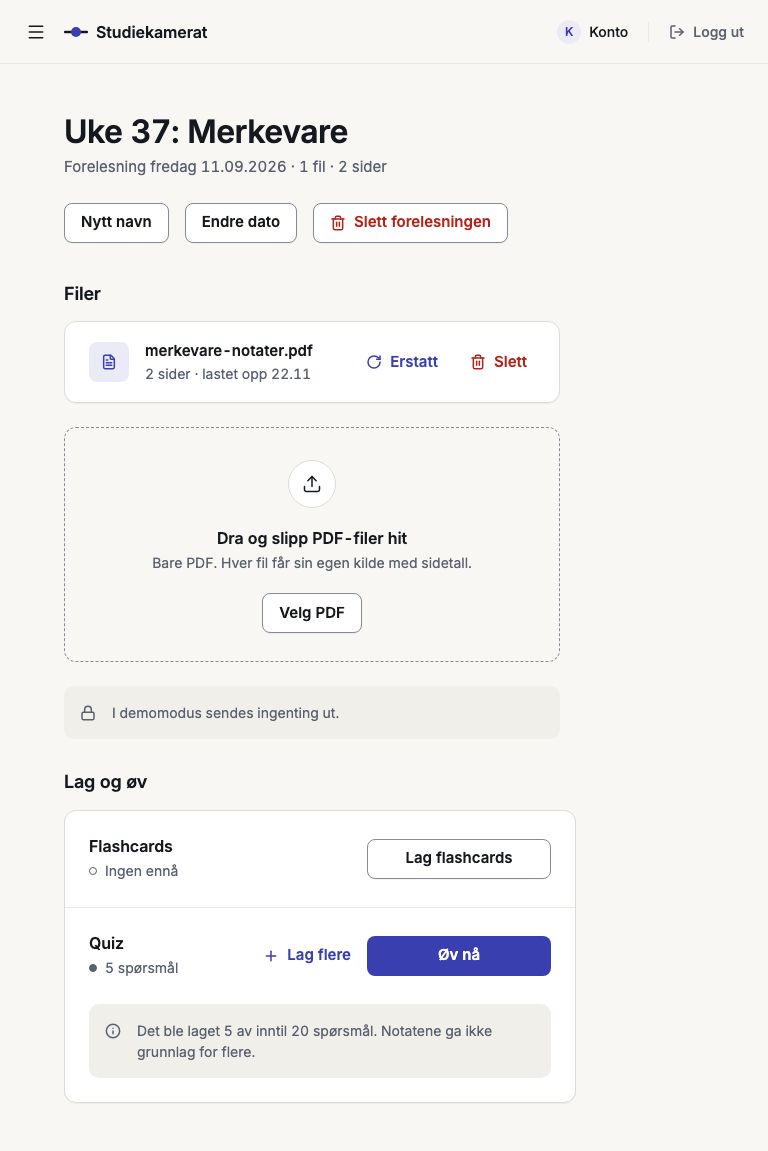 Studiekamerat
K Konto
Logg ut
Uke 37: Merkevare
Forelesning fredag 11.09.2026 · 1 fil · 2 sider
Nytt navn
Endre dato
Slett forelesningen
Filer
merkevare-notater.pdf
2 sider · lastet opp 22.11
Erstatt
Slett
Dra og slipp PDF-filer hit
Bare PDF. Hver fil får sin egen kilde med sidetall.
Velg PDF
I demomodus sendes ingenting ut.
Lag og øv
Flashcards
Ingen ennå
Lag flashcards
Quiz
5 spørsmål
Lag flere
Øv nå
Det ble laget 5 av inntil 20 spørsmål. Notatene ga ikke
grunnlag for flere.